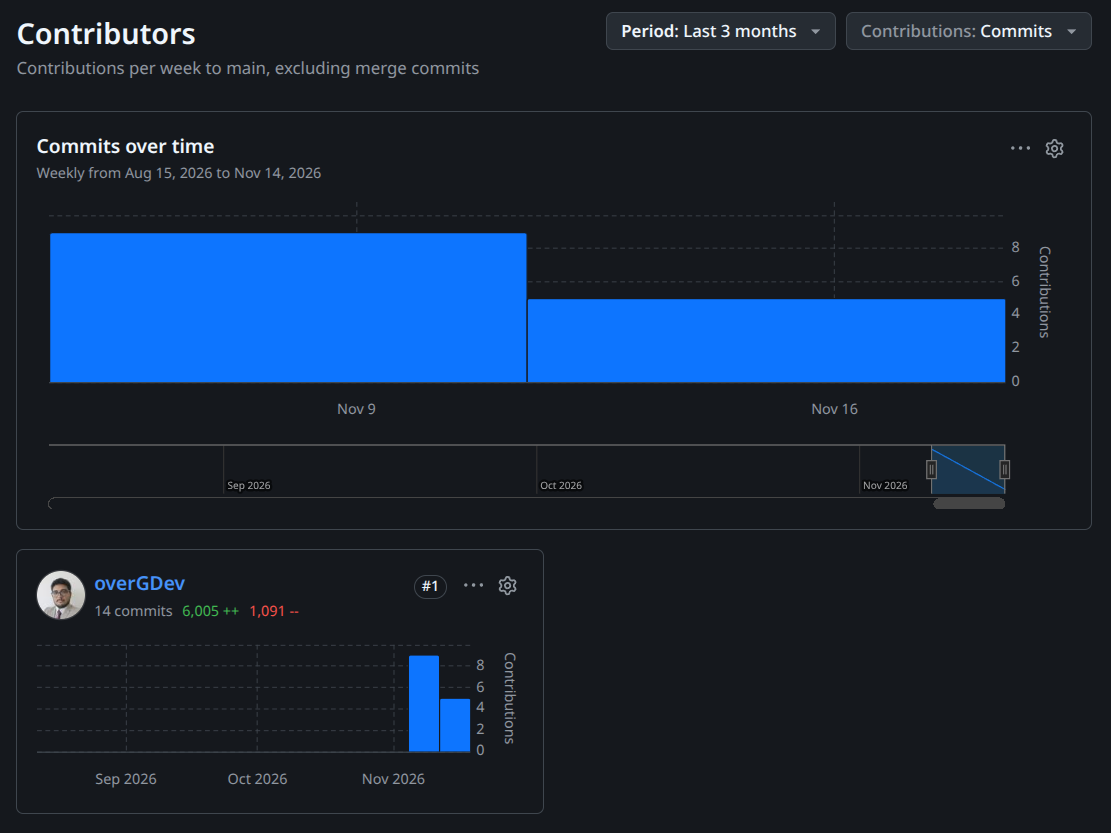 Contributors
Period: Last 3 months
Contributions: Commits
Contributions per week to main, excluding merge commits
Commits over time
Weekly from Aug 15, 2026 to Nov 14, 2026
8
6
4
2
0
Contributions
Nov 9
Nov 16
Sep 2026
Oct 2026
Nov 2026
overGDev
#1
14 commits 6,005 ++ 1,091 --
8
6
4
2
0
Contributions
Sep 2026
Oct 2026
Nov 2026